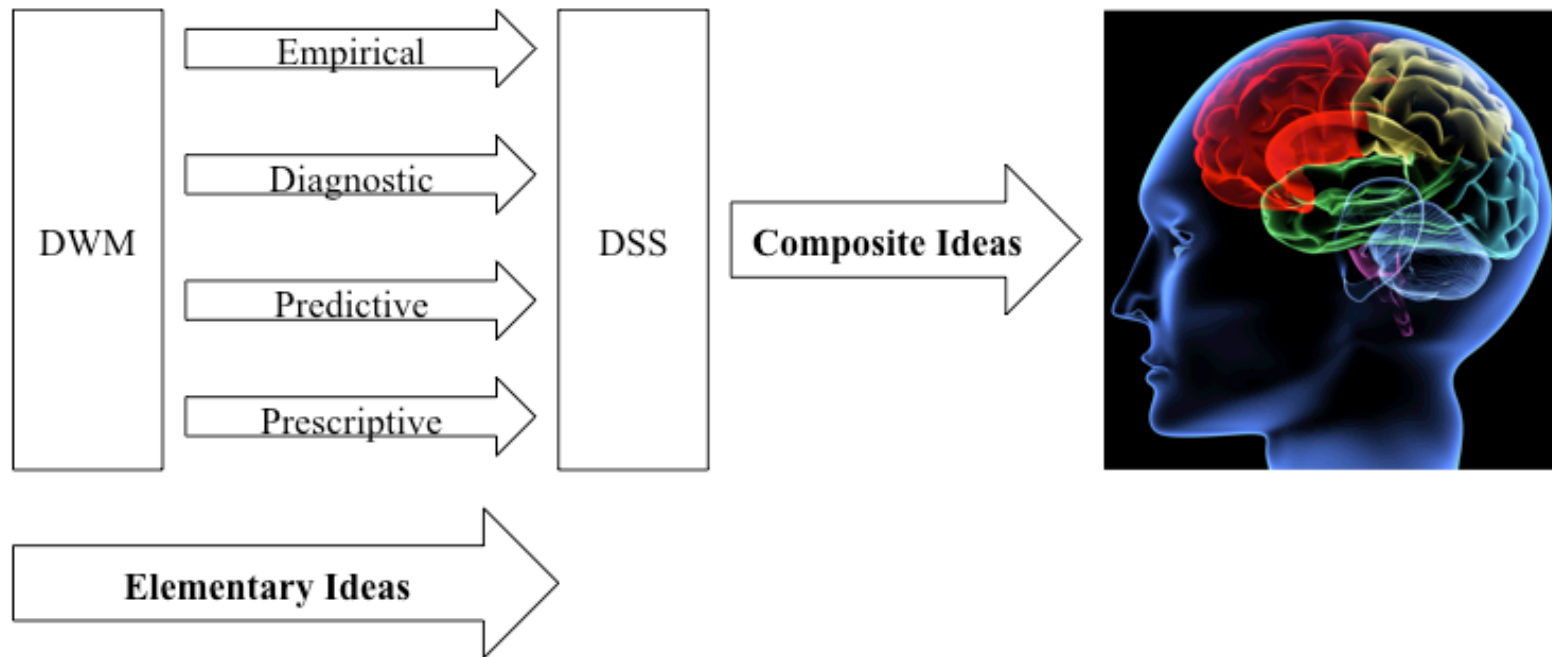 DWM
Empirical
Diagnostic
Predictive
Prescriptive
DSS
Composite Ideas
Elementary Ideas